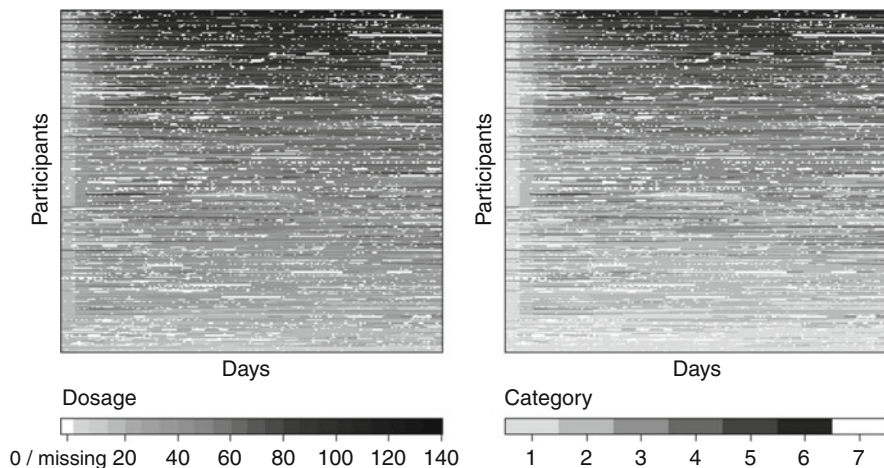 Participants
Days
Dosage
0 / missing 20 40 60 80 100 120 140
Participants
Days
Category
1 2 3 4 5 6 7